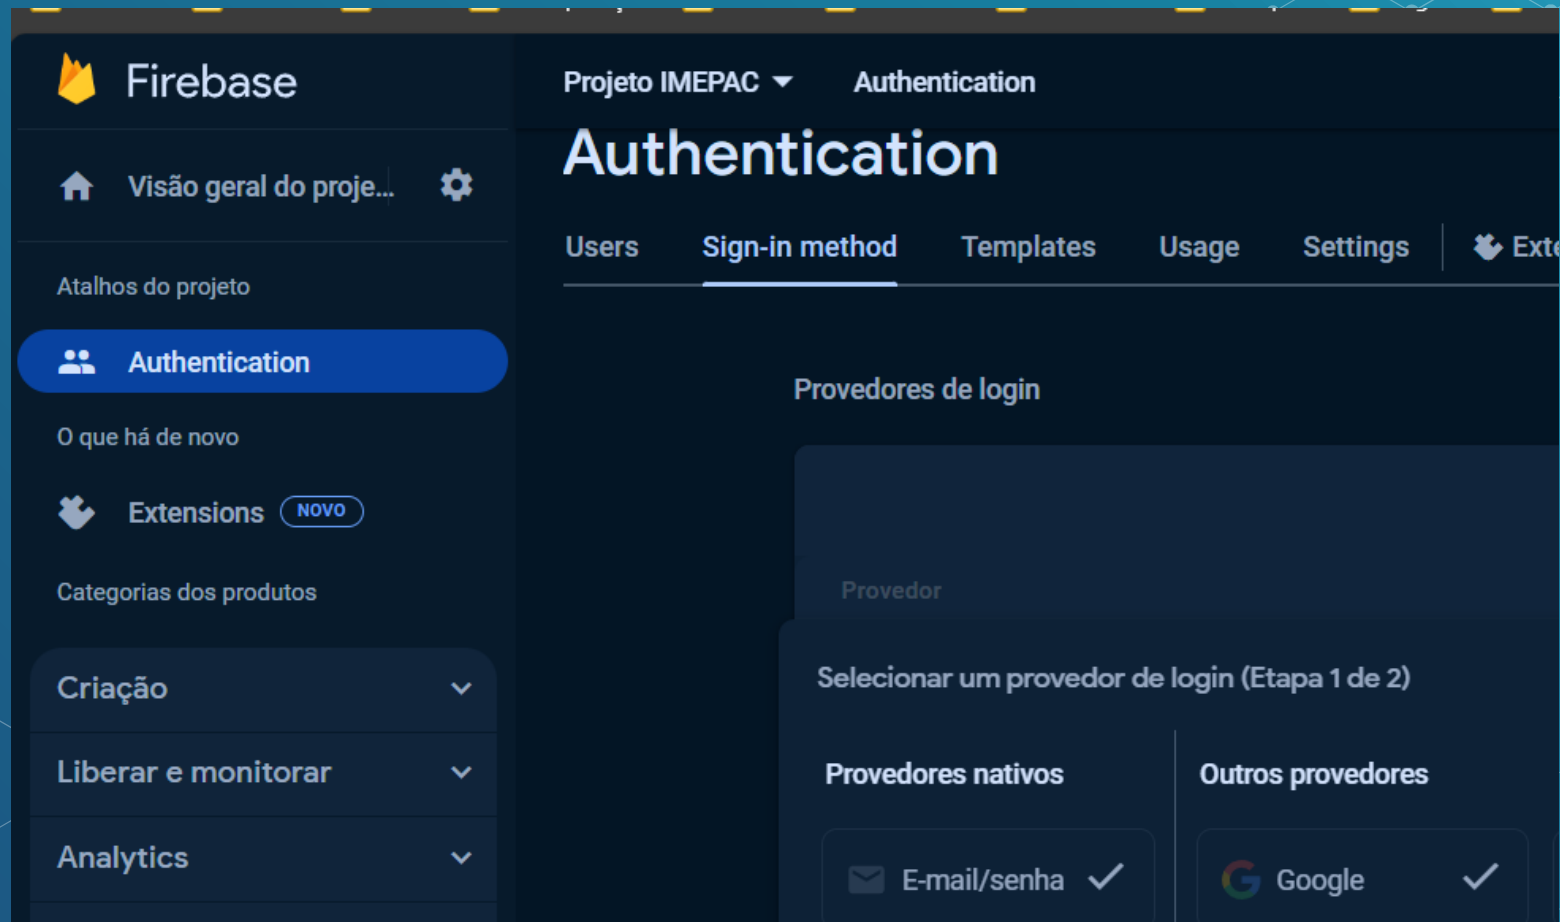 Firebase
Projeto IMEPAC
Authentication
Authentication
Visão geral do proje...
Users
Sign-in method
Templates
Usage
Settings
Atalhos do projeto
Authentication
O que há de novo
Extensions
NOVO
Categorias dos produtos
Criação
Liberar e monitorar
Analytics
Provedores de login
Provedor
Selecionar um provedor de login (Etapa 1 de 2)
Provedores nativos
Outros provedores
E-mail/senha
Google